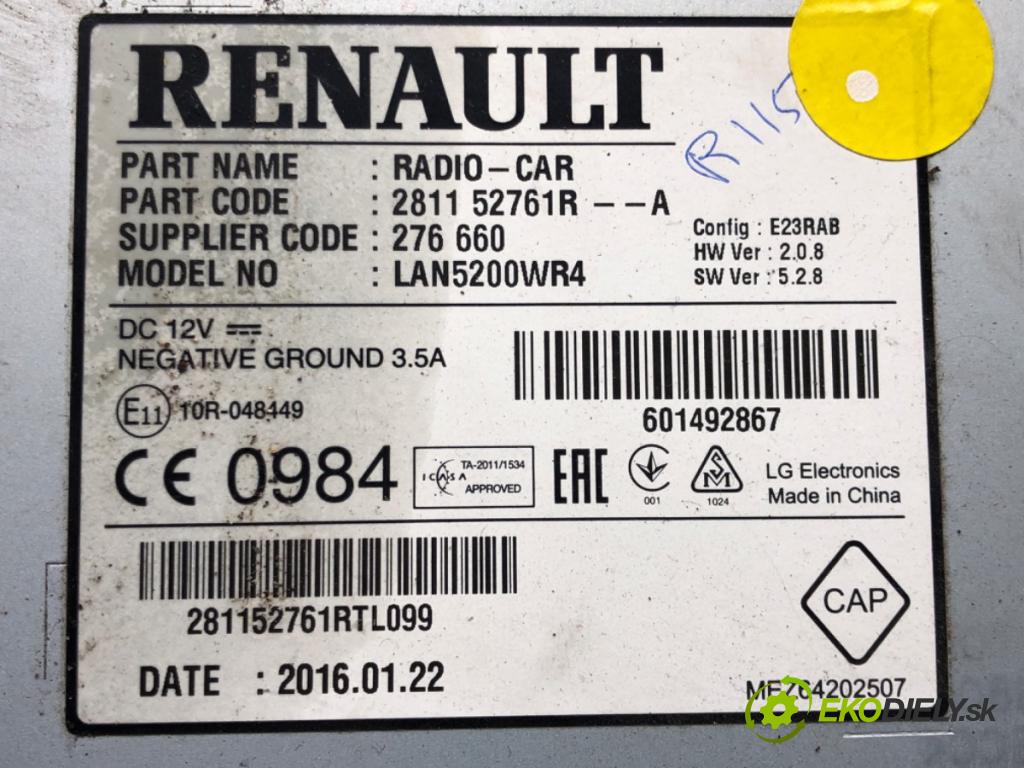 RENAULT
R115
PART NAME : RADIO-CAR
PART CODE : 2811 52761R - - A
SUPPLIER CODE : 276 660
MODEL NO : LAN5200WR4
Config : E23RAB
HW Ver : 2.0.8
SW Ver : 5.2.8
DC 12V
NEGATIVE GROUND 3.5A
E11 10R-048449
601492867
CE 0984
ICASA
TA-2011/1534
APPROVED
EAC
001
1024
LG Electronics
Made in China
281152761RTL099
CAP
DATE : 2016.01.22
MEZ64202507
EKODIELY.sk